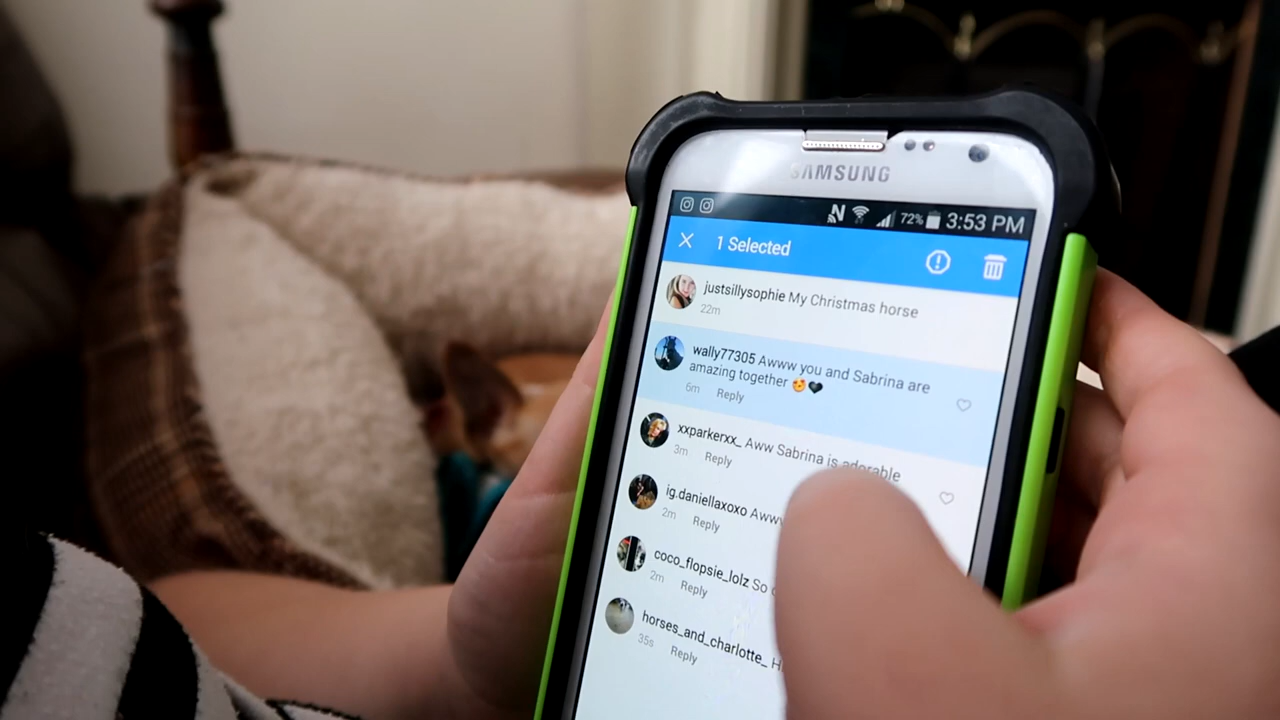 SAMSUNG
72% 3:53 PM
1 Selected
justsillysophie My Christmas horse
22m
wally77305 Awww you and Sabrina are
amazing together 😍🖤
6m Reply
xxparkerxx_ Aww Sabrina is adorable
3m Reply
ig.daniellaxoxo Awww
2m Reply
coco_flopsie_lolz So
2m Reply
horses_and_charlotte_ H
35s Reply